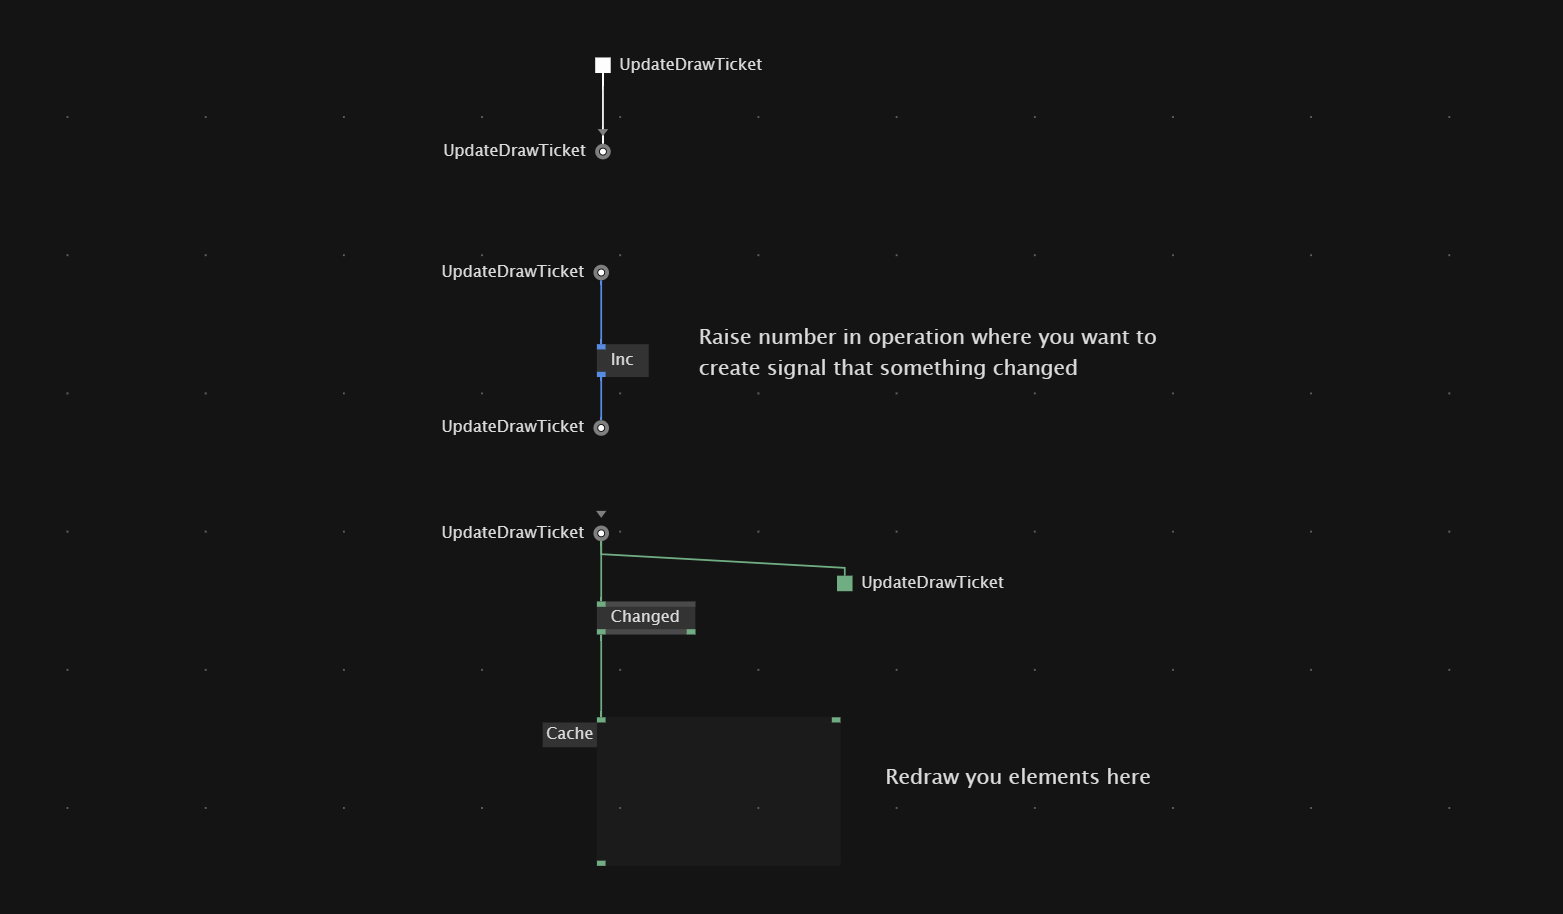 UpdateDrawTicket
UpdateDrawTicket
UpdateDrawTicket
Raise number in operation where you want to
create signal that something changed
Inc
UpdateDrawTicket
UpdateDrawTicket
UpdateDrawTicket
Changed
Cache
Redraw you elements here